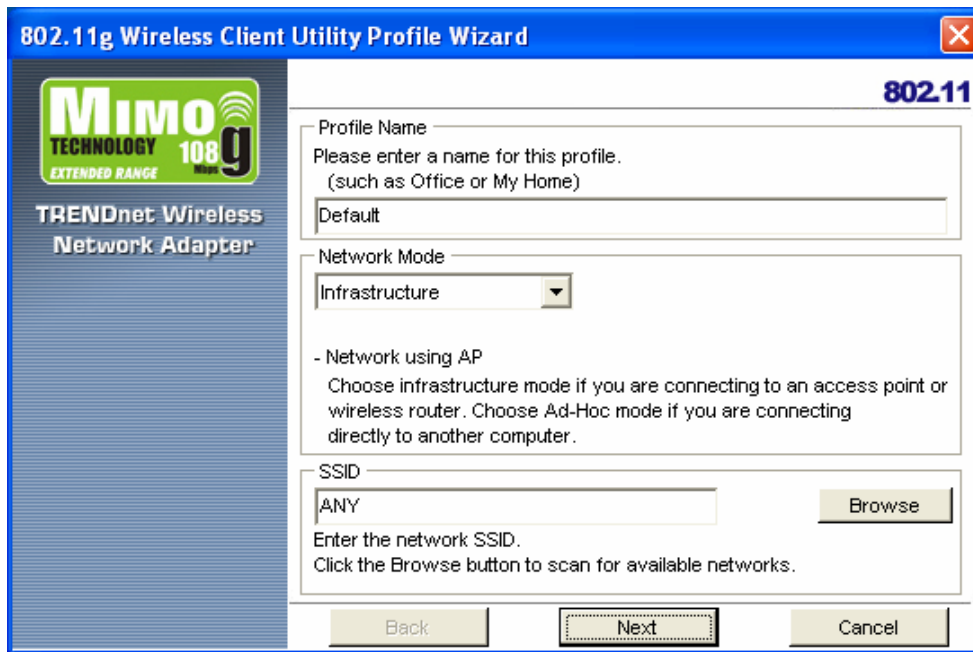 802.11g Wireless Client Utility Profile Wizard
MIMO g
TECHNOLOGY 108 Mbps
EXTENDED RANGE
TRENDnet Wireless
Network Adapter
802.11
Profile Name
Please enter a name for this profile.
(such as Office or My Home)
Default
Network Mode
Infrastructure
- Network using AP
Choose infrastructure mode if you are connecting to an access point or
wireless router. Choose Ad-Hoc mode if you are connecting
directly to another computer.
SSID
ANY
Browse
Enter the network SSID.
Click the Browse button to scan for available networks.
Back
Next
Cancel